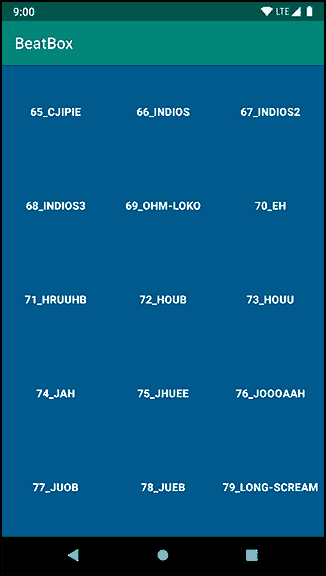 9:00 LTE
BeatBox
65_CJIPIE 66_INDIOS 67_INDIOS2
68_INDIOS3 69_OHM-LOKO 70_EH
71_HRUUHB 72_HOUB 73_HOUU
74_JAH 75_JHUEE 76_JOOOAAH
77_JUOB 78_JUEB 79_LONG-SCREAM